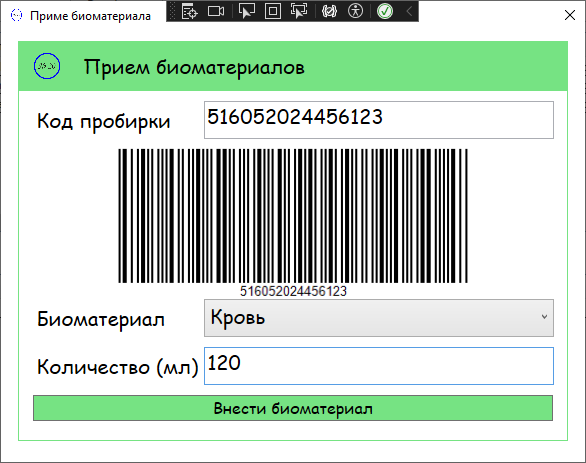 Приме биоматериала
Прием биоматериалов
Код пробирки
516052024456123
516052024456123
Биоматериал
Кровь
Количество (мл)
120
Внести биоматериал